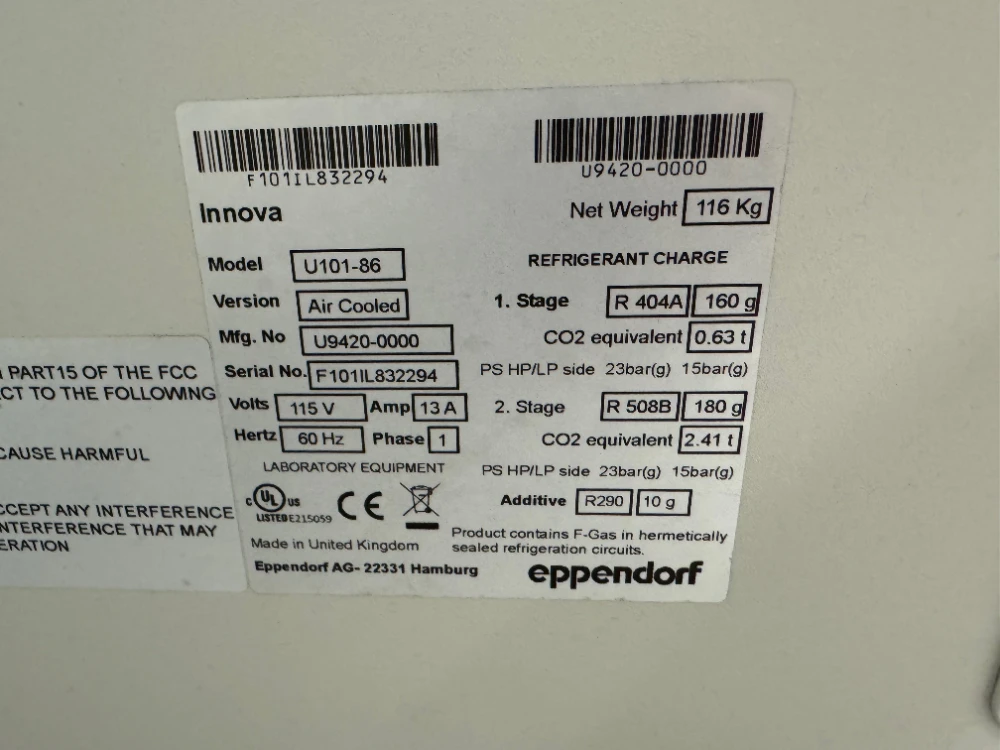 F101IL832294
U9420-0000
Innova
Net Weight 116 Kg
Model U101-86
Version Air Cooled
Mfg. No U9420-0000
Serial No. F101IL832294
Volts 115 V Amp 13 A
Hertz 60 Hz Phase 1
LABORATORY EQUIPMENT
C UL US
LISTED E215059
CE
Made in United Kingdom
Eppendorf AG- 22331 Hamburg
REFRIGERANT CHARGE
1. Stage R 404A 160 g
CO2 equivalent 0.63 t
PS HP/LP side 23bar(g) 15bar(g)
2. Stage R 508B 180 g
CO2 equivalent 2.41 t
PS HP/LP side 23bar(g) 15bar(g)
Additive R290 10 g
Product contains F-Gas in hermetically
sealed refrigeration circuits.
eppendorf
PART15 OF THE FCC
CT TO THE FOLLOWING
CAUSE HARMFUL
CCEPT ANY INTERFERENCE
NTERFERENCE THAT MAY
ERATION